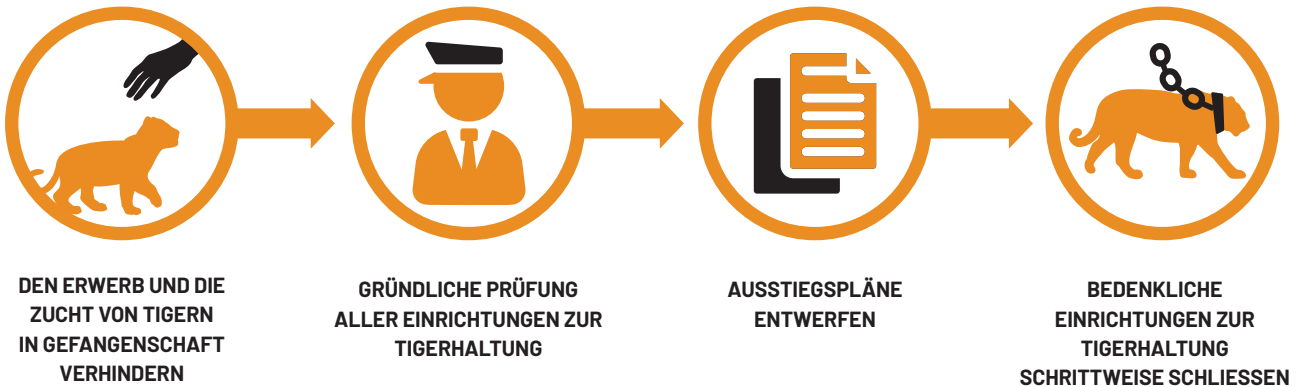 DEN ERWERB UND DIE
ZUCHT VON TIGERN
IN GEFANGENSCHAFT
VERHINDERN
GRÜNDLICHE PRÜFUNG
ALLER EINRICHTUNGEN ZUR
TIGERHALTUNG
AUSSTIEGSPLÄNE
ENTWERFEN
BEDENKLICHE
EINRICHTUNGEN ZUR
TIGERHALTUNG
SCHRITTWEISE SCHLIESSEN